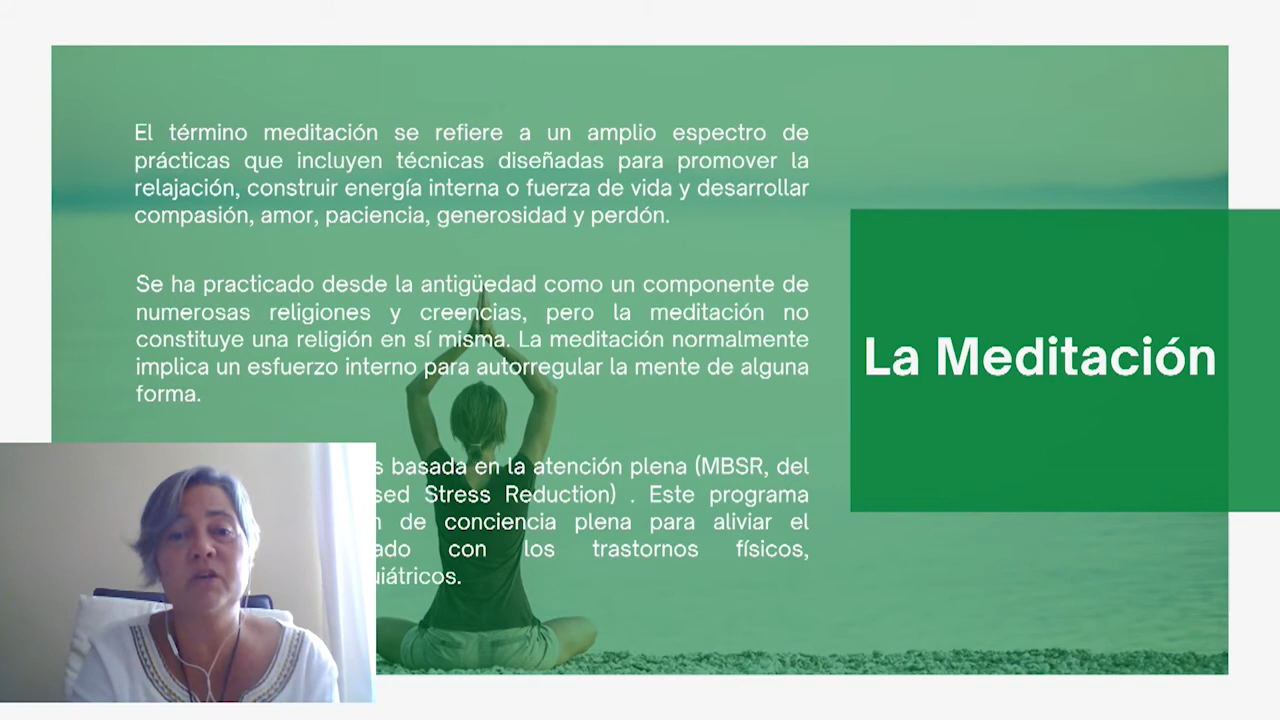 El término meditación se refiere a un amplio espectro de
prácticas que incluyen técnicas diseñadas para promover la
relajación, construir energía interna o fuerza de vida y desarrollar
compasión, amor, paciencia, generosidad y perdón.
Se ha practicado desde la antigüedad como un componente de
numerosas religiones y creencias, pero la meditación no
constituye una religión en sí misma. La meditación normalmente
implica un esfuerzo interno para autorregular la mente de alguna
forma.
basada en la atención plena (MBSR, del
Stress Reduction) . Este programa
de conciencia plena para aliviar el
con los trastornos físicos,
La Meditación